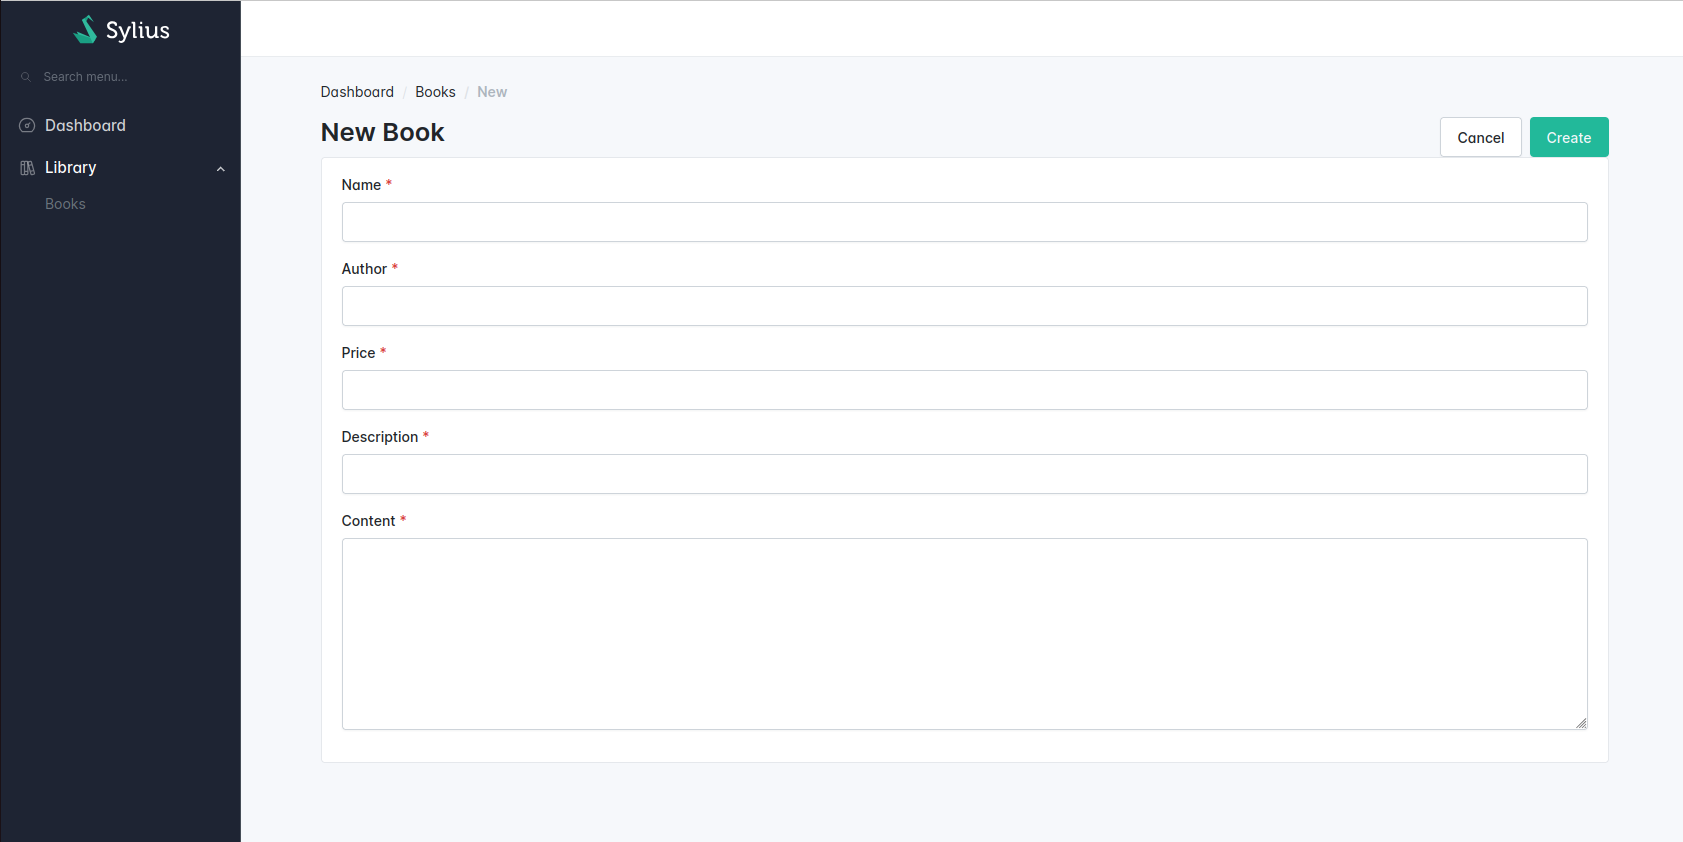 Sylius
Search menu...
Dashboard
Library
Books
Dashboard / Books / New
New Book
Cancel
Create
Name *
Author *
Price *
Description *
Content *